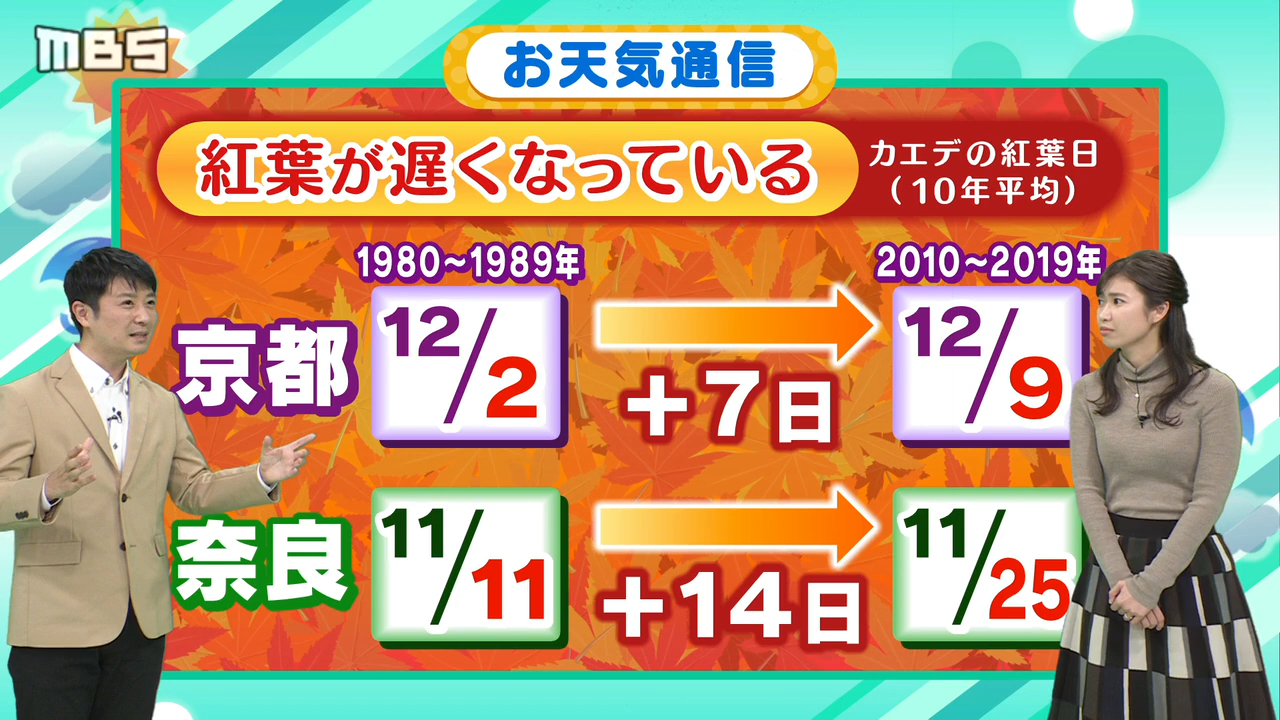 MBS
お天気通信
紅葉が遅くなっている
カエデの紅葉日
(10年平均)
1980~1989年
2010~2019年
京都
12/2
+7日
12/9
奈良
11/11
+14日
11/25